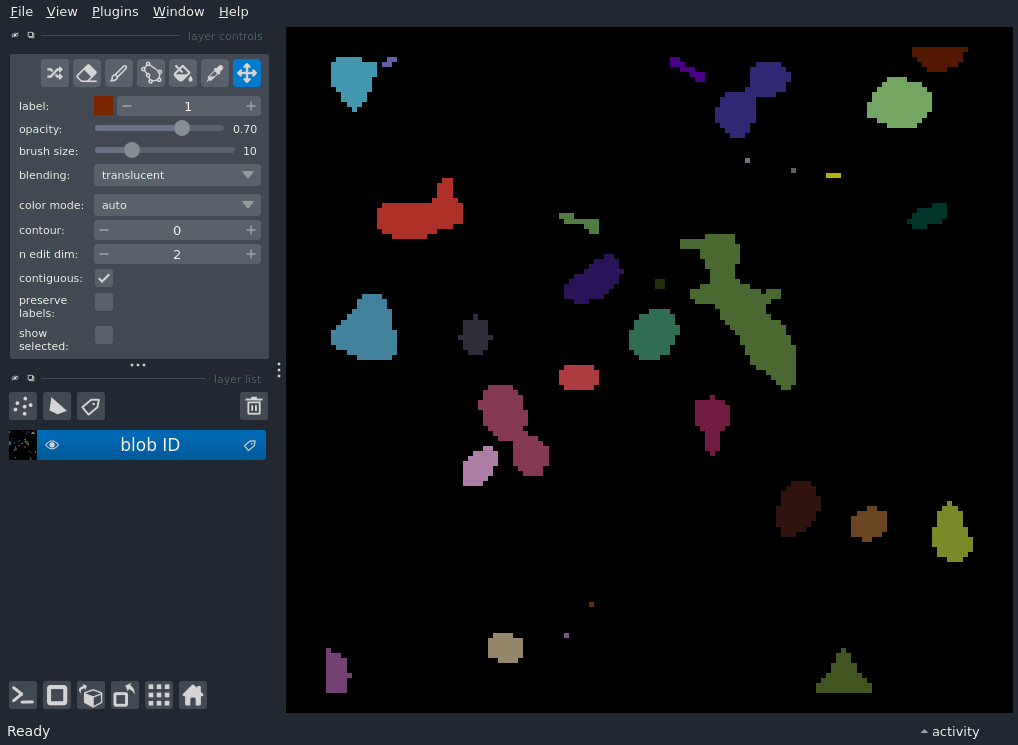 File View Plugins Window Help
layer controls
label: 1
opacity: 0.70
brush size: 10
blending: translucent
color mode: auto
contour: 0
n edit dim: 2
contiguous:
preserve
labels:
show
selected:
layer list
blob ID
Ready
activity